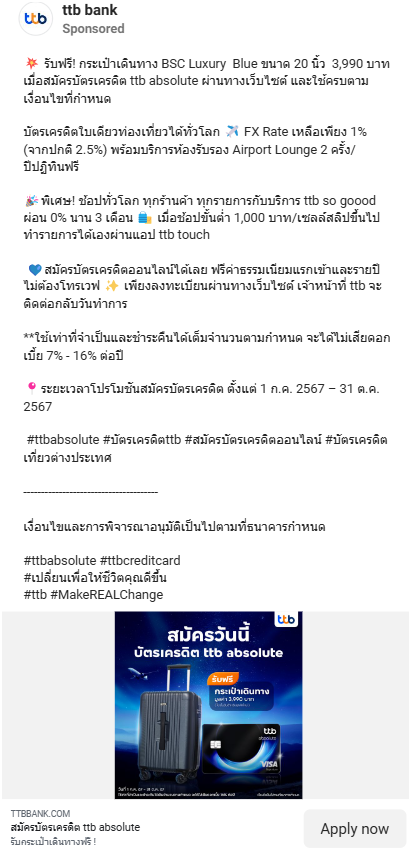 ttb
ttb bank
Sponsored
💥 รับฟรี! กระเป๋าเดินทาง BSC Luxury Blue ขนาด 20 นิ้ว 3,990 บาท
เมื่อสมัครบัตรเครดิต ttb absolute ผ่านทางเว็บไซต์ และใช้ครบตาม
เงื่อนไขที่กำหนด
บัตรเครดิตใบเดียวท่องเที่ยวได้ทั่วโลก ✈️ FX Rate เหลือเพียง 1%
(จากปกติ 2.5%) พร้อมบริการห้องรับรอง Airport Lounge 2 ครั้ง/
ปีปฏิทินฟรี
🎉 พิเศษ! ช้อปทั่วโลก ทุกร้านค้า ทุกรายการกับบริการ ttb so goood
ผ่อน 0% นาน 3 เดือน 🛍️ เมื่อช้อปขั้นต่ำ 1,000 บาท/เซลล์สลิปขึ้นไป
ทำรายการได้เองผ่านแอป ttb touch
💙 สมัครบัตรเครดิตออนไลน์ได้เลย ฟรีค่าธรรมเนียมแรกเข้าและรายปี
ไม่ต้องโทรเวฟ ✨ เพียงลงทะเบียนผ่านทางเว็บไซต์ เจ้าหน้าที่ ttb จะ
ติดต่อกลับวันทำการ
**ใช้เท่าที่จำเป็นและชำระคืนได้เต็มจำนวนตามกำหนด จะได้ไม่เสียดอก
เบี้ย 7% - 16% ต่อปี
📍 ระยะเวลาโปรโมชันสมัครบัตรเครดิต ตั้งแต่ 1 ก.ค. 2567 – 31 ต.ค.
2567
#ttbabsolute #บัตรเครดิตttb #สมัครบัตรเครดิตออนไลน์ #บัตรเครดิต
เที่ยวต่างประเทศ
--------------------------------------
เงื่อนไขและการพิจารณาอนุมัติเป็นไปตามที่ธนาคารกำหนด
#ttbabsolute #ttbcreditcard
#เปลี่ยนเพื่อให้ชีวิตคุณดีขึ้น
#ttb #MakeREALChange
ttb
สมัครวันนี้
บัตรเครดิต ttb absolute
รับฟรี
กระเป๋าเดินทาง
มูลค่า 3,990 บาท
ttb
absolute
VISA
TTBBANK.COM
สมัครบัตรเครดิต ttb absolute
รับกระเป๋าเดินทางฟรี !
Apply now